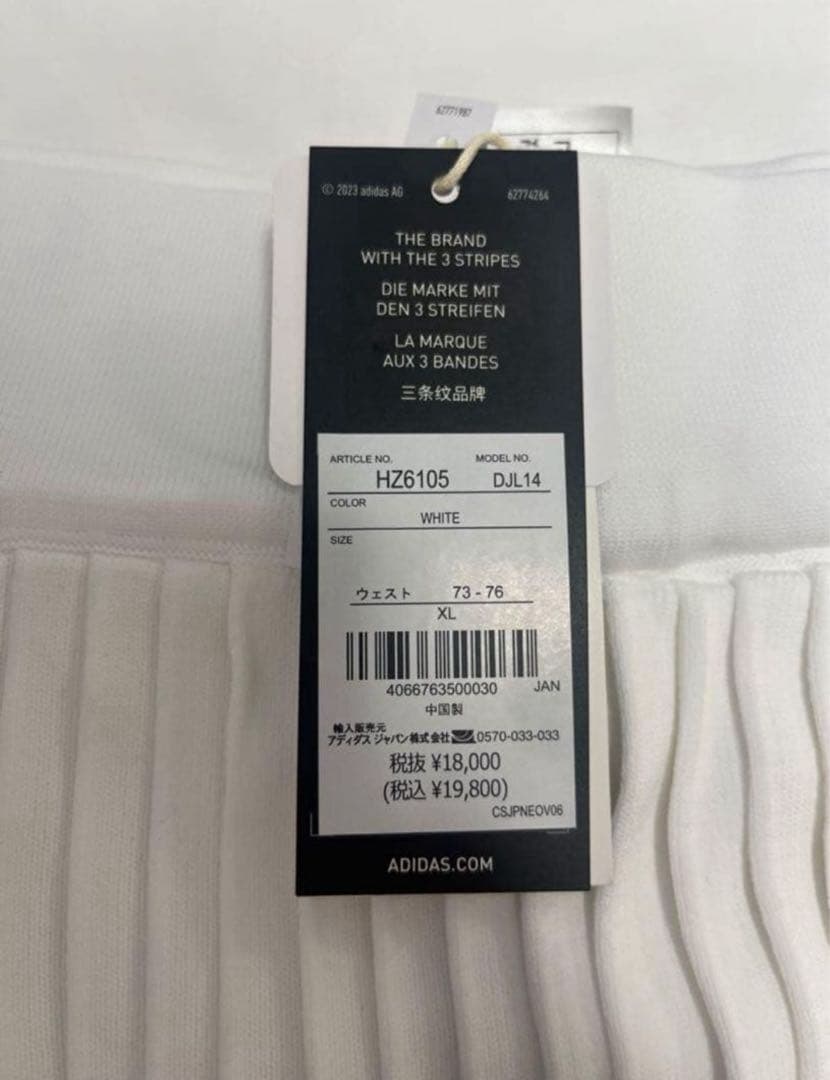 62771987
© 2023 adidas AG
62774264
THE BRAND
WITH THE 3 STRIPES
DIE MARKE MIT
DEN 3 STREIFEN
LA MARQUE
AUX 3 BANDES
三条纹品牌
ARTICLE NO. MODEL NO.
HZ6105 DJL14
COLOR
WHITE
SIZE
ウェスト 73 - 76
XL
4066763500030 JAN
中国製
輸入販売元
アディダス ジャパン株式会社 0570-033-033
税抜 ¥18,000
(税込 ¥19,800)
CSJPNEOV06
ADIDAS.COM